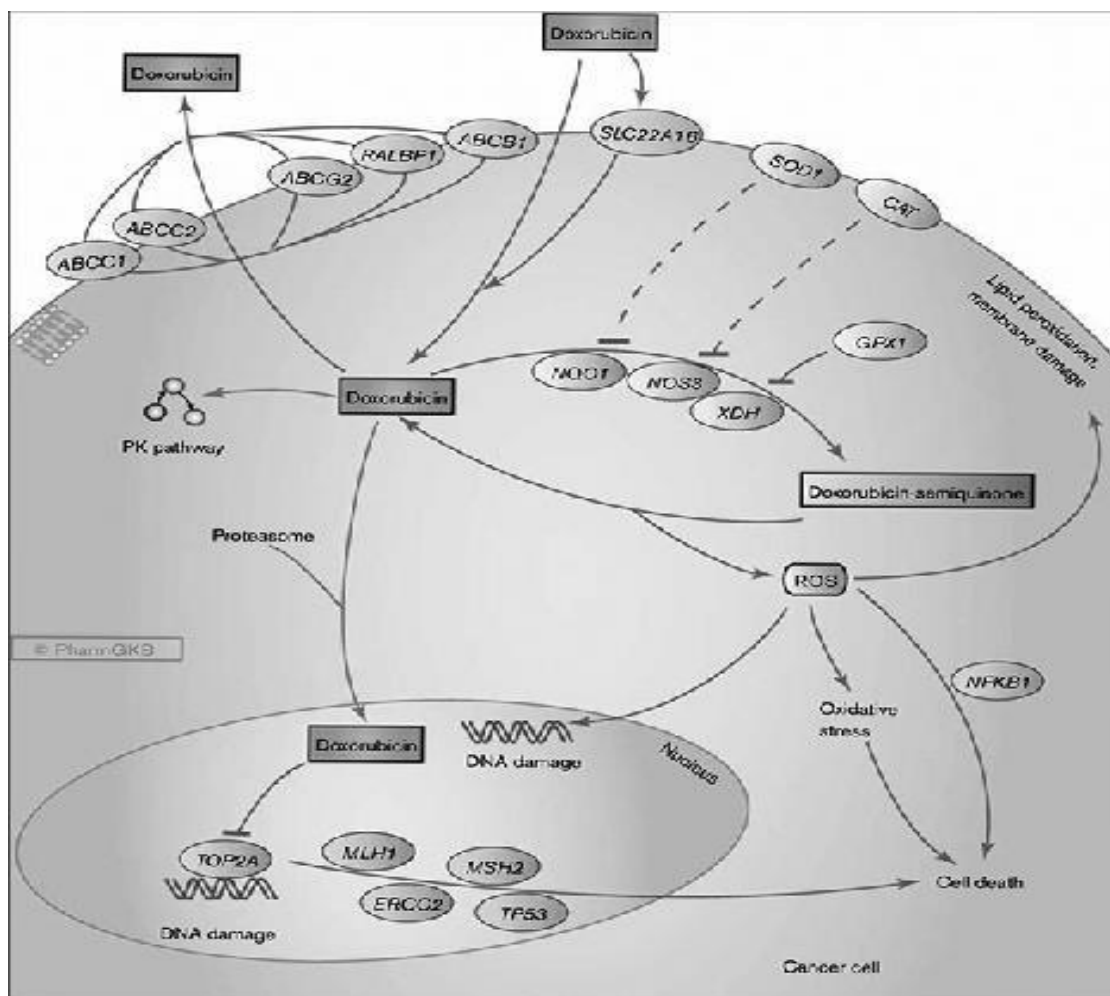 Doxorubicin
Doxorubicin
ABCB1
SLC22A16
RALBP1
SOD1
ABCG2
CAT
ABCC2
ABCC1
Lipid peroxidation,
membrane damage
GPX1
NQO1
NOS3
XDH
Doxorubicin
PK pathway
Doxorubicin-semiquinone
Proteasome
ROS
© PharmGKB
NFKB1
Oxidative
stress
Doxorubicin
DNA damage
Nucleus
TOP2A
MLH1
MSH2
ERCC2
TP53
DNA damage
Cell death
Cancer cell